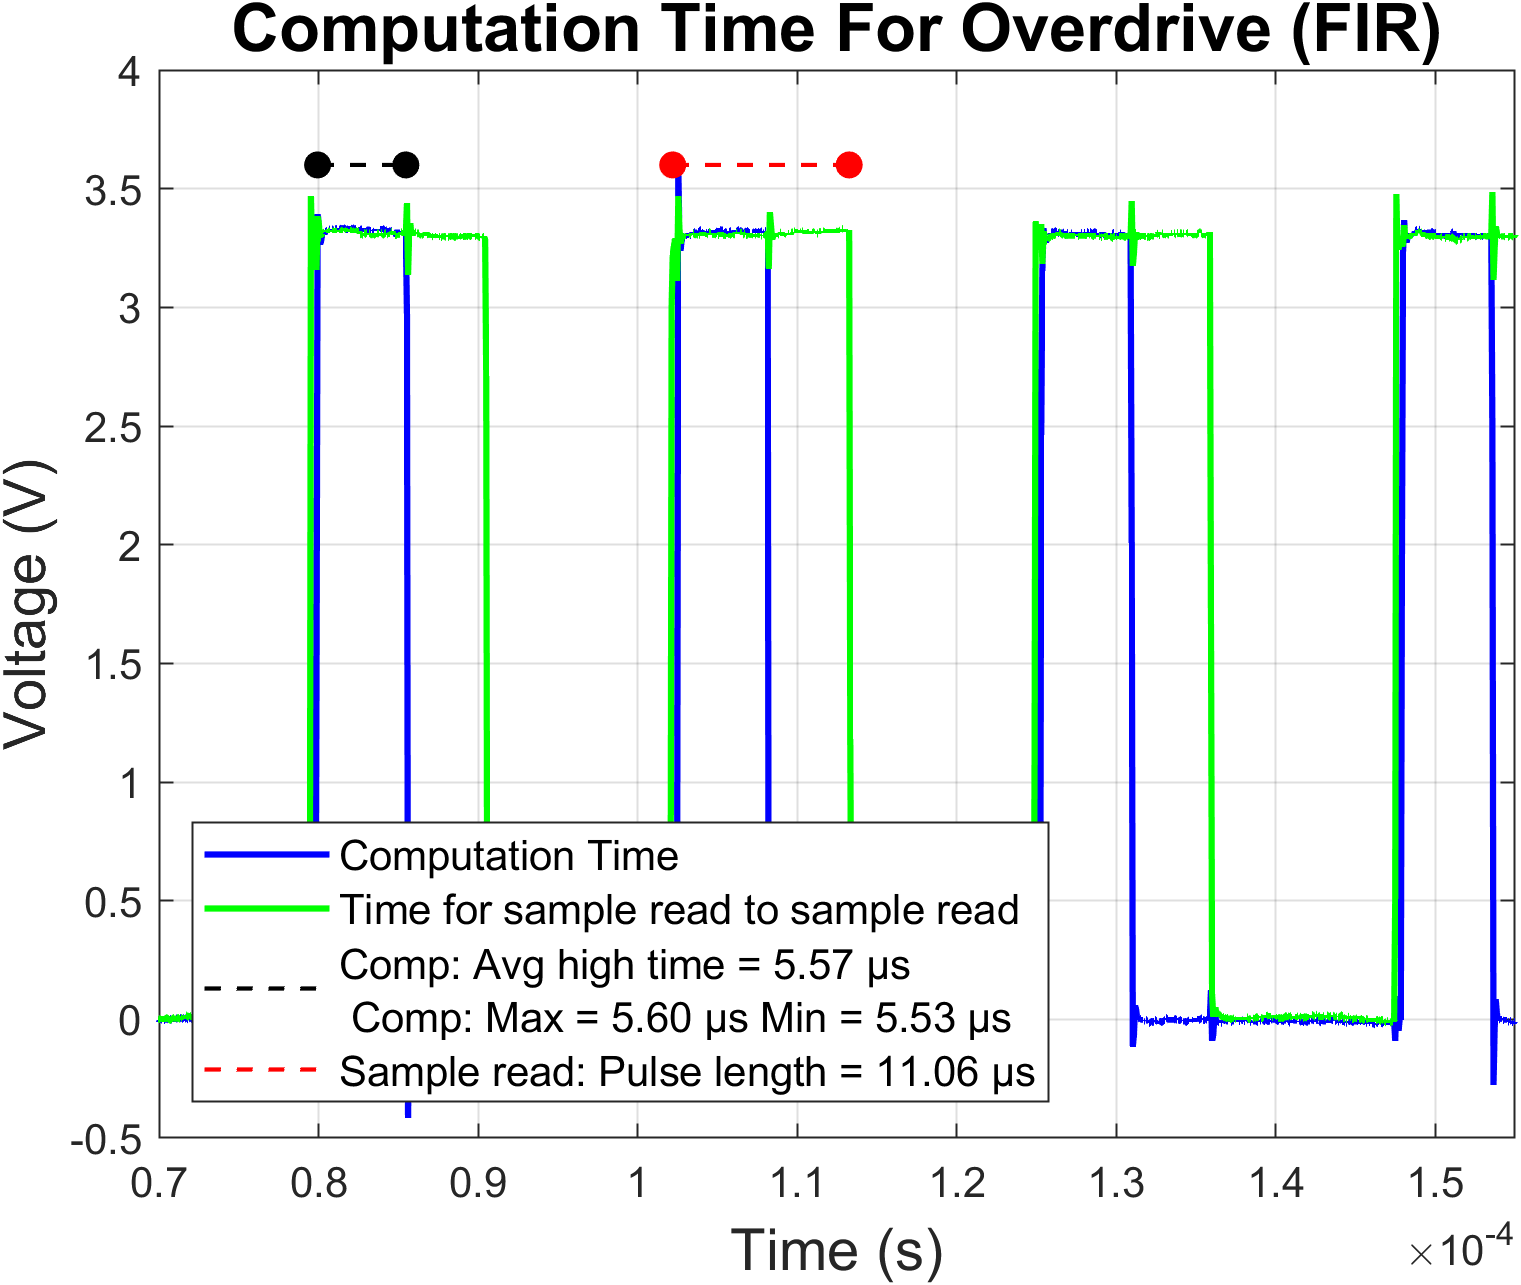 Computation Time For Overdrive (FIR)
4
3.5
3
2.5
2
1.5
1
0.5
0
-0.5
Voltage (V)
Computation Time
Time for sample read to sample read
Comp: Avg high time = 5.57 µs
Comp: Max = 5.60 µs Min = 5.53 µs
Sample read: Pulse length = 11.06 µs
0.7 0.8 0.9 1 1.1 1.2 1.3 1.4 1.5
Time (s)
×10⁻⁴